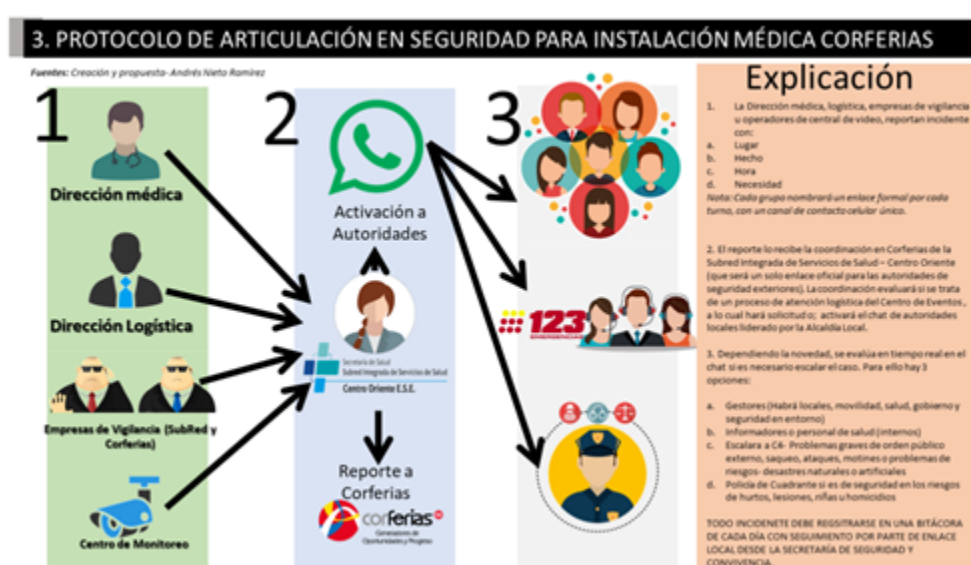 3. PROTOCOLO DE ARTICULACIÓN EN SEGURIDAD PARA INSTALACIÓN MÉDICA CORFERIAS
Fuentes: Creación y propuesta- Andrés Nieto Ramírez
1
Dirección médica
Dirección Logística
Empresas de Vigilancia (SubRed y
Corferias)
Centro de Monitoreo
2
Activación a
Autoridades
Secretaría de Salud
Subred Integrada de Servicios de Salud
Centro Oriente E.S.E.
Reporte a
Corferias
corferias
Generadores de
Oportunidades y Progreso
3
123
EMERGENCIAS
Explicación
1. La Dirección médica, logística, empresas de vigilancia
u operadores de central de video, reportan incidente
con:
a. Lugar
b. Hecho
c. Hora
d. Necesidad
Nota: Cada grupo nombrará un enlace formal por cada
turno, con un canal de contacto celular único.
2. El reporte lo recibe la coordinación en Corferias de la
Subred Integrada de Servicios de Salud – Centro Oriente
(que será un solo enlace oficial para las autoridades de
seguridad exteriores). La coordinación evaluará si se trata
de un proceso de atención logística del Centro de Eventos,
a lo cual hará solicitud o; activará el chat de autoridades
locales liderado por la Alcaldía Local.
3. Dependiendo la novedad, se evalúa en tiempo real en el
chat si es necesario escalar el caso. Para ello hay 3
opciones:
a. Gestores (Habrá locales, movilidad, salud, gobierno y
seguridad en entorno)
b. Informadores o personal de salud (internos)
c. Escalara a C4- Problemas graves de orden público
externo, saqueo, ataques, motines o problemas de
riesgos- desastres naturales o artificiales
d. Policía de Cuadrante si es de seguridad en los riesgos
de hurtos, lesiones, riñas u homicidios
TODO INCIDENETE DEBE REGSITRARSE EN UNA BITÁCORA
DE CADA DÍA CON SEGUIMIENTO POR PARTE DE ENLACE
LOCAL DESDE LA SECRETARÍA DE SEGURIDAD Y
CONVIVENCIA.